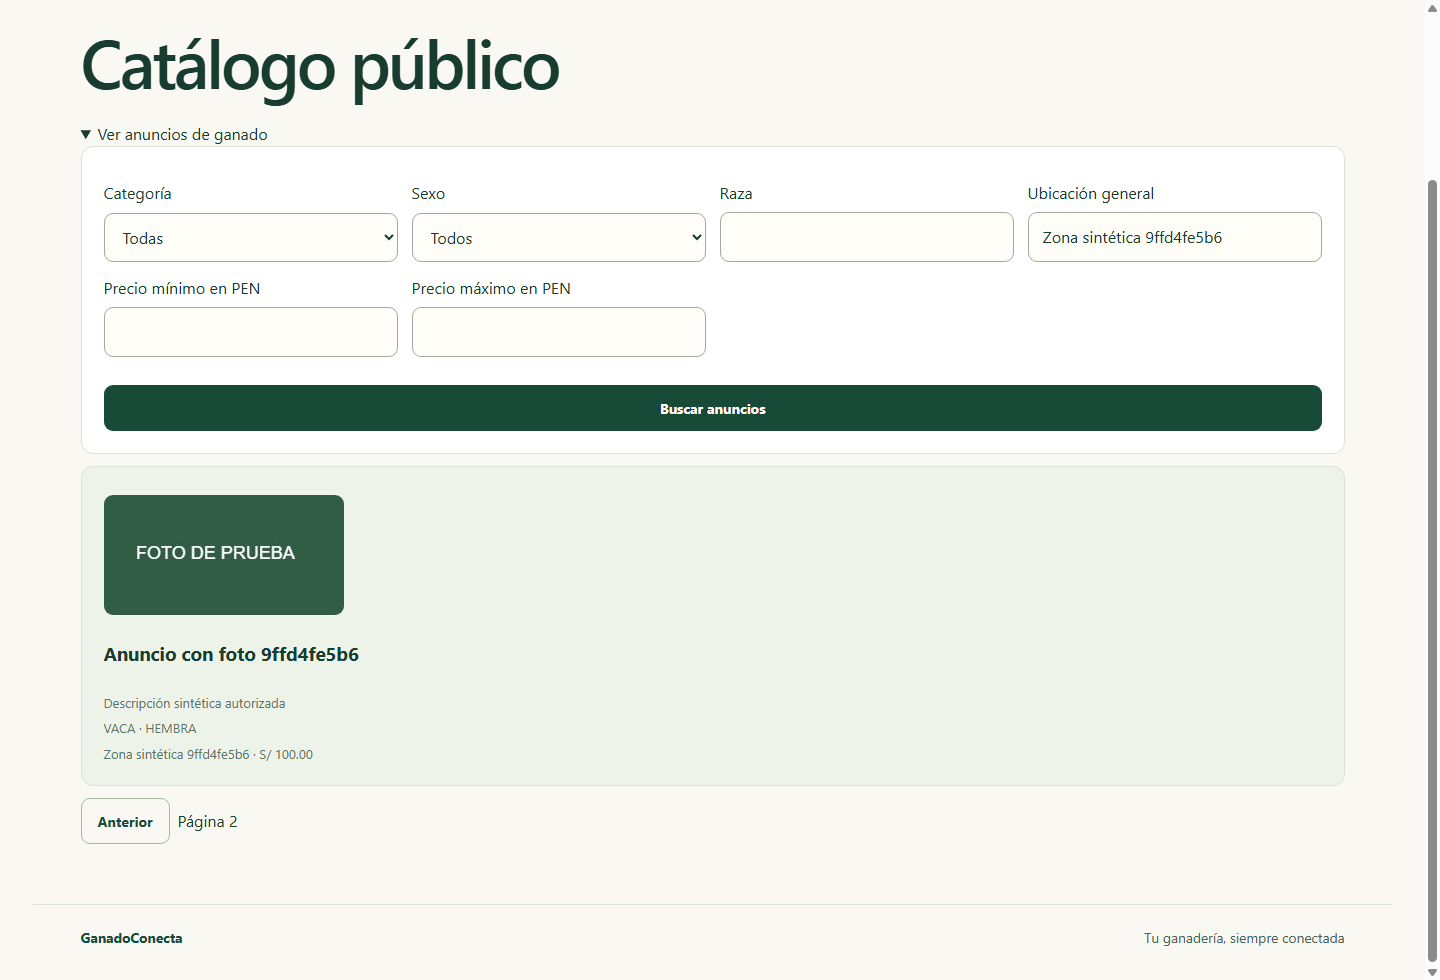 Catálogo público
▼ Ver anuncios de ganado
Categoría
Sexo
Raza
Ubicación general
Todas
Todos
Zona sintética 9ffd4fe5b6
Precio mínimo en PEN
Precio máximo en PEN
Buscar anuncios
FOTO DE PRUEBA
Anuncio con foto 9ffd4fe5b6
Descripción sintética autorizada
VACA · HEMBRA
Zona sintética 9ffd4fe5b6 · S/ 100.00
Anterior
Página 2
GanadoConecta
Tu ganadería, siempre conectada